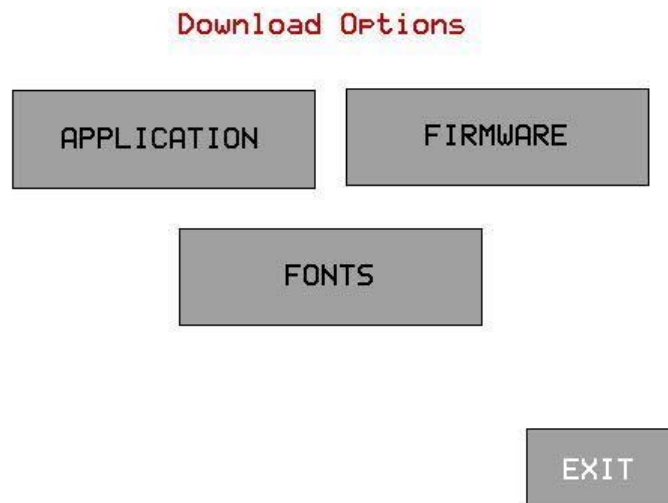 Download Options
APPLICATION
FIRMWARE
FONTS
EXIT